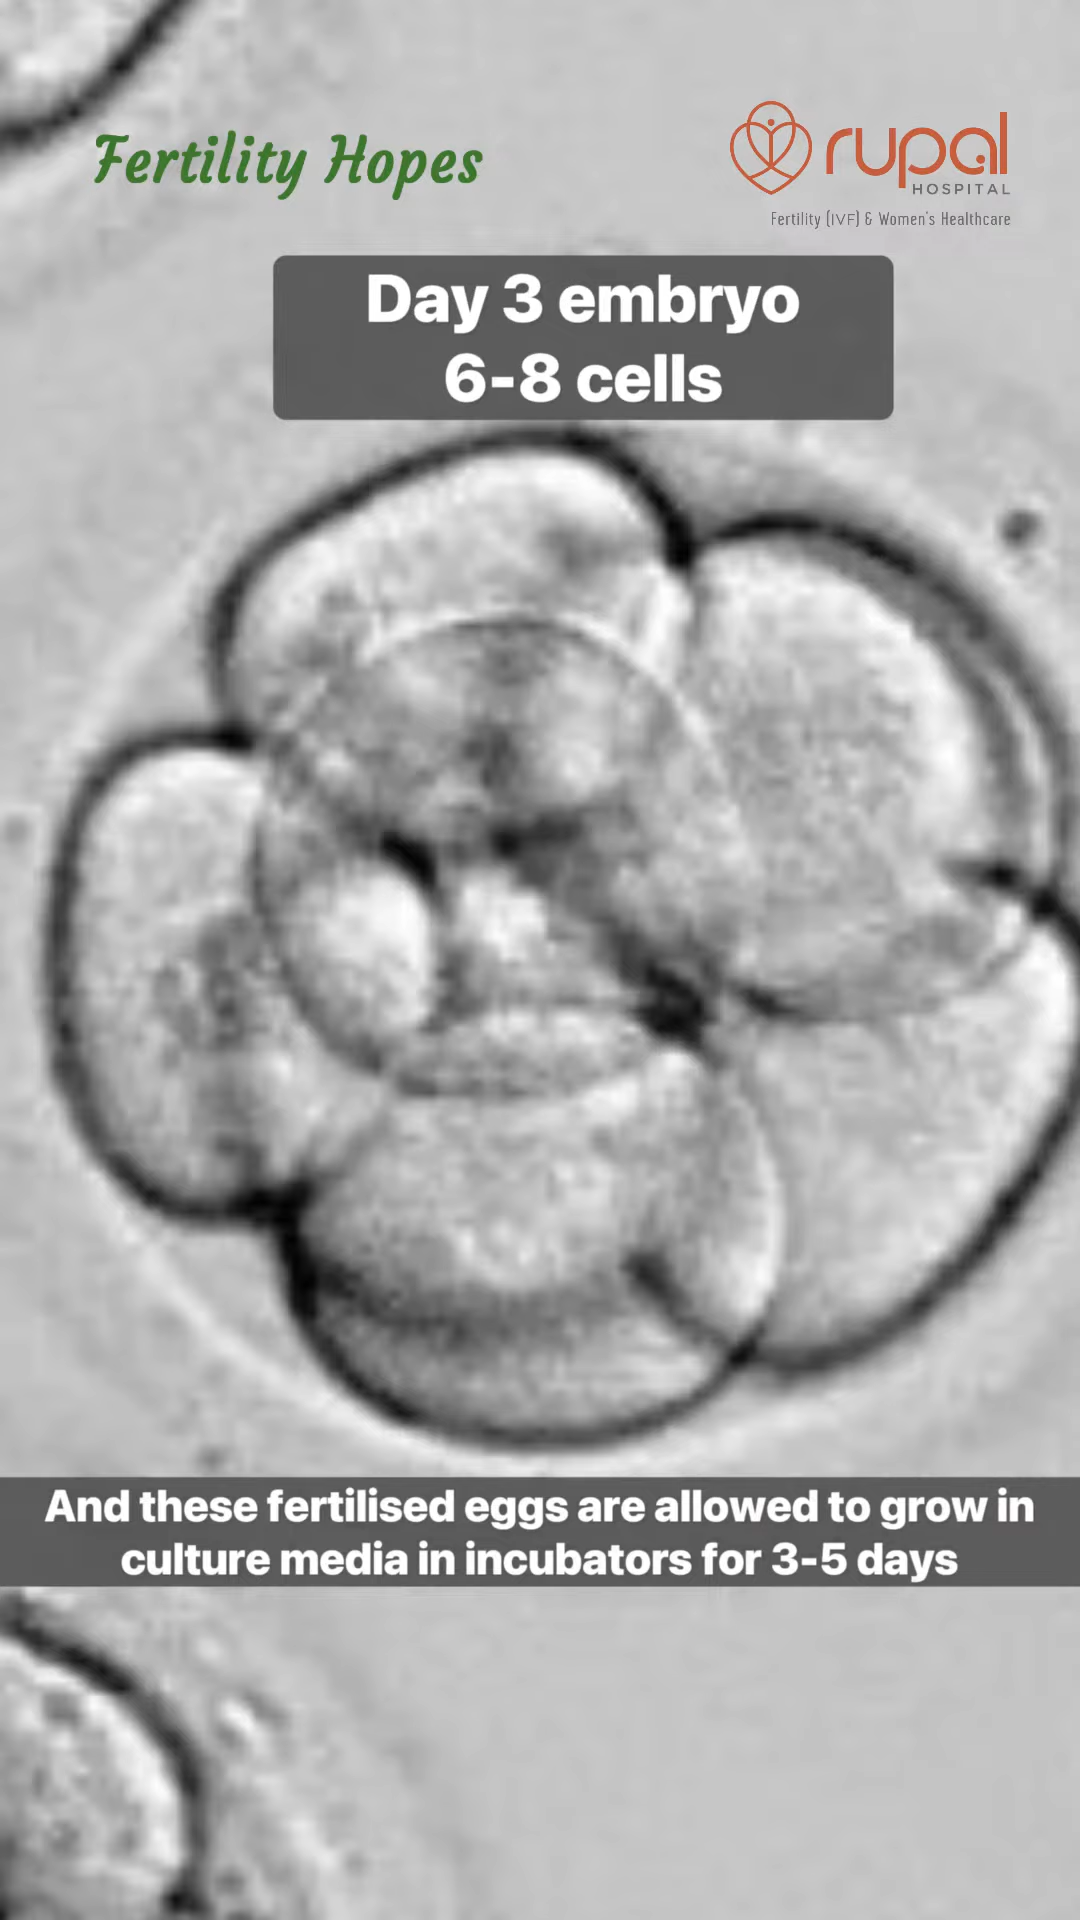 Fertility Hopes
rupal
HOSPITAL
Fertility (IVF) & Women's Healthcare
Day 3 embryo
6-8 cells
And these fertilised eggs are allowed to grow in
culture media in incubators for 3-5 days